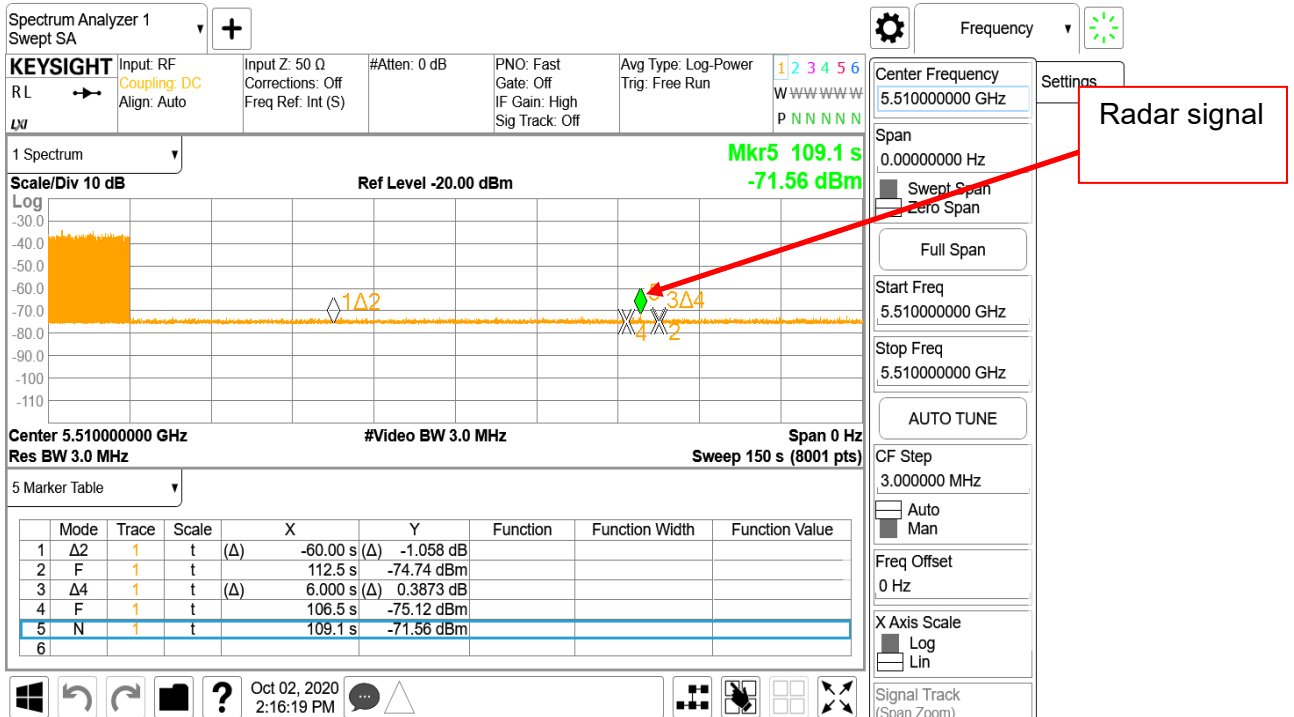 Spectrum Analyzer 1
Swept SA
+
Frequency
KEYSIGHT
RL
LXI
Input: RF
Coupling: DC
Align: Auto
Input Z: 50 Ω
Corrections: Off
Freq Ref: Int (S)
#Atten: 0 dB
PNO: Fast
Gate: Off
IF Gain: High
Sig Track: Off
Avg Type: Log-Power
Trig: Free Run
1 2 3 4 5 6
W W W W W W
P N N N N N
Center Frequency
5.510000000 GHz
Settings
Radar signal
1 Spectrum
Mkr5 109.1 s
-71.56 dBm
Scale/Div 10 dB
Ref Level -20.00 dBm
Log
-30.0
-40.0
-50.0
-60.0
-70.0
-80.0
-90.0
-100
-110
1Δ2
5
3Δ4
4
2
Center 5.510000000 GHz
#Video BW 3.0 MHz
Span 0 Hz
Res BW 3.0 MHz
Sweep 150 s (8001 pts)
Span
0.00000000 Hz
Swept Span
Zero Span
Full Span
Start Freq
5.510000000 GHz
Stop Freq
5.510000000 GHz
AUTO TUNE
CF Step
3.000000 MHz
Auto
Man
Freq Offset
0 Hz
X Axis Scale
Log
Lin
Signal Track
(Span Zoom)
5 Marker Table
Mode Trace Scale X Y Function Function Width Function Value
1 Δ2 1 t (Δ) -60.00 s (Δ) -1.058 dB
2 F 1 t 112.5 s -74.74 dBm
3 Δ4 1 t (Δ) 6.000 s (Δ) 0.3873 dB
4 F 1 t 106.5 s -75.12 dBm
5 N 1 t 109.1 s -71.56 dBm
6
?
Oct 02, 2020
2:16:19 PM